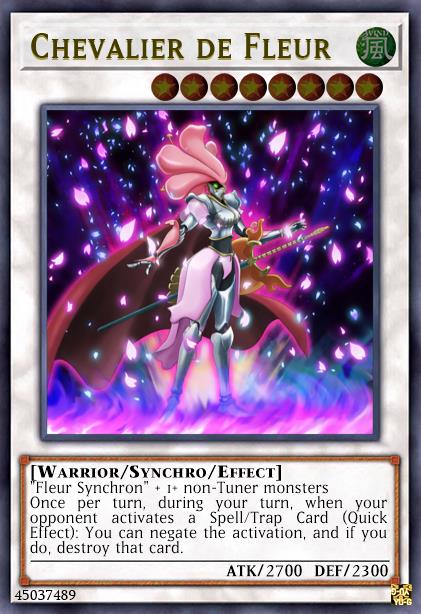 CHEVALIER DE FLEUR
WIND
風
[WARRIOR/SYNCHRO/EFFECT]
"Fleur Synchron" + 1+ non-Tuner monsters
Once per turn, during your turn, when your
opponent activates a Spell/Trap Card (Quick
Effect): You can negate the activation, and if you
do, destroy that card.
ATK/2700 DEF/2300
45037489